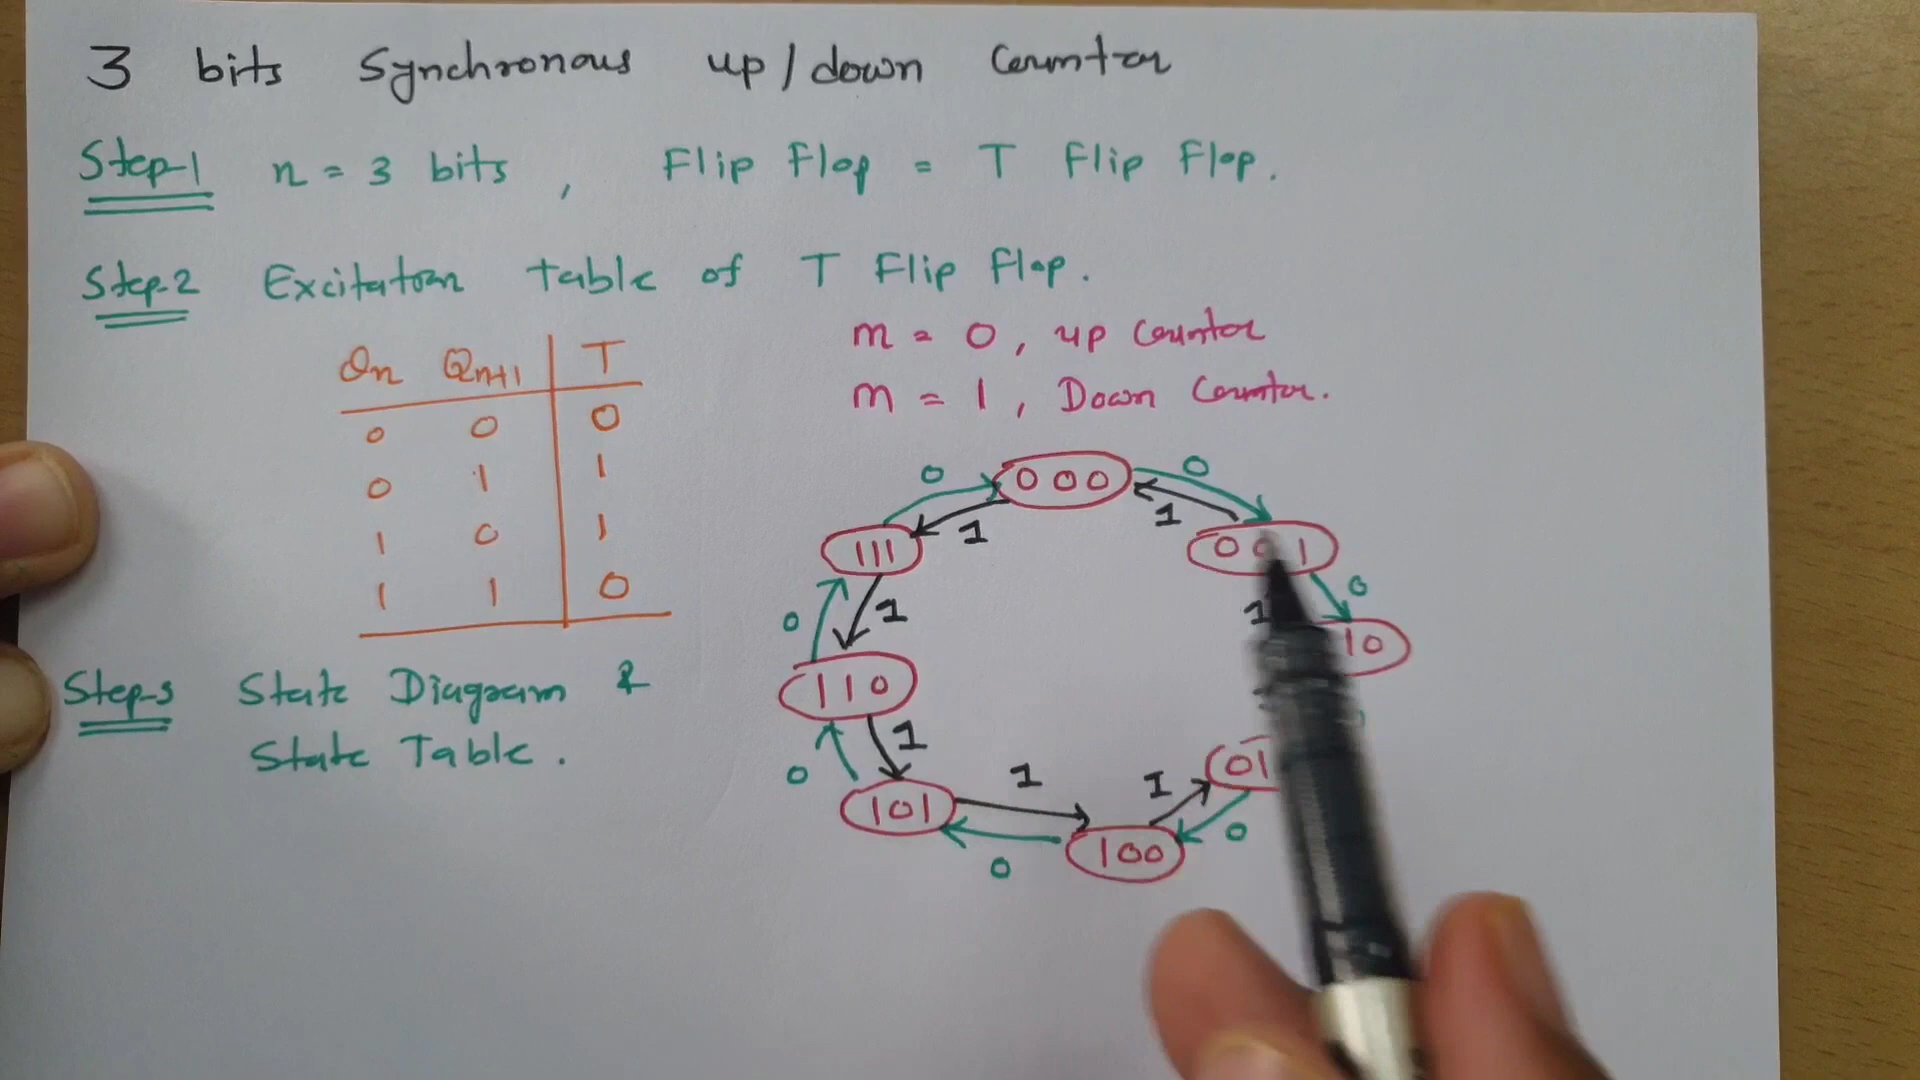 3 bits Synchronous up/down Counter
Step-1 n = 3 bits , Flip Flop = T Flip Flop.
Step-2 Excitation table of T Flip Flop.
m = 0, up Counter
m = 1, Down Counter.
Qn Qn+1 T
0 0 0
0 1 1
1 0 1
1 1 0
Step-3 State Diagram &
State Table.
0 000 0
111 1 1 001
0 1 1 0
110 10
0 1
101 1 1 01
0 100 0